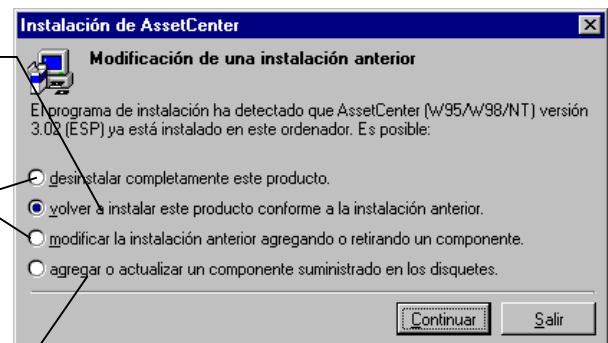 Instalación de AssetCenter
Modificación de una instalación anterior
El programa de instalación ha detectado que AssetCenter (W95/W98/NT) versión
3.02 (ESP) ya está instalado en este ordenador. Es posible:
desinstalar completamente este producto.
volver a instalar este producto conforme a la instalación anterior.
modificar la instalación anterior agregando o retirando un componente.
agregar o actualizar un componente suministrado en los disquetes.
Continuar
Salir